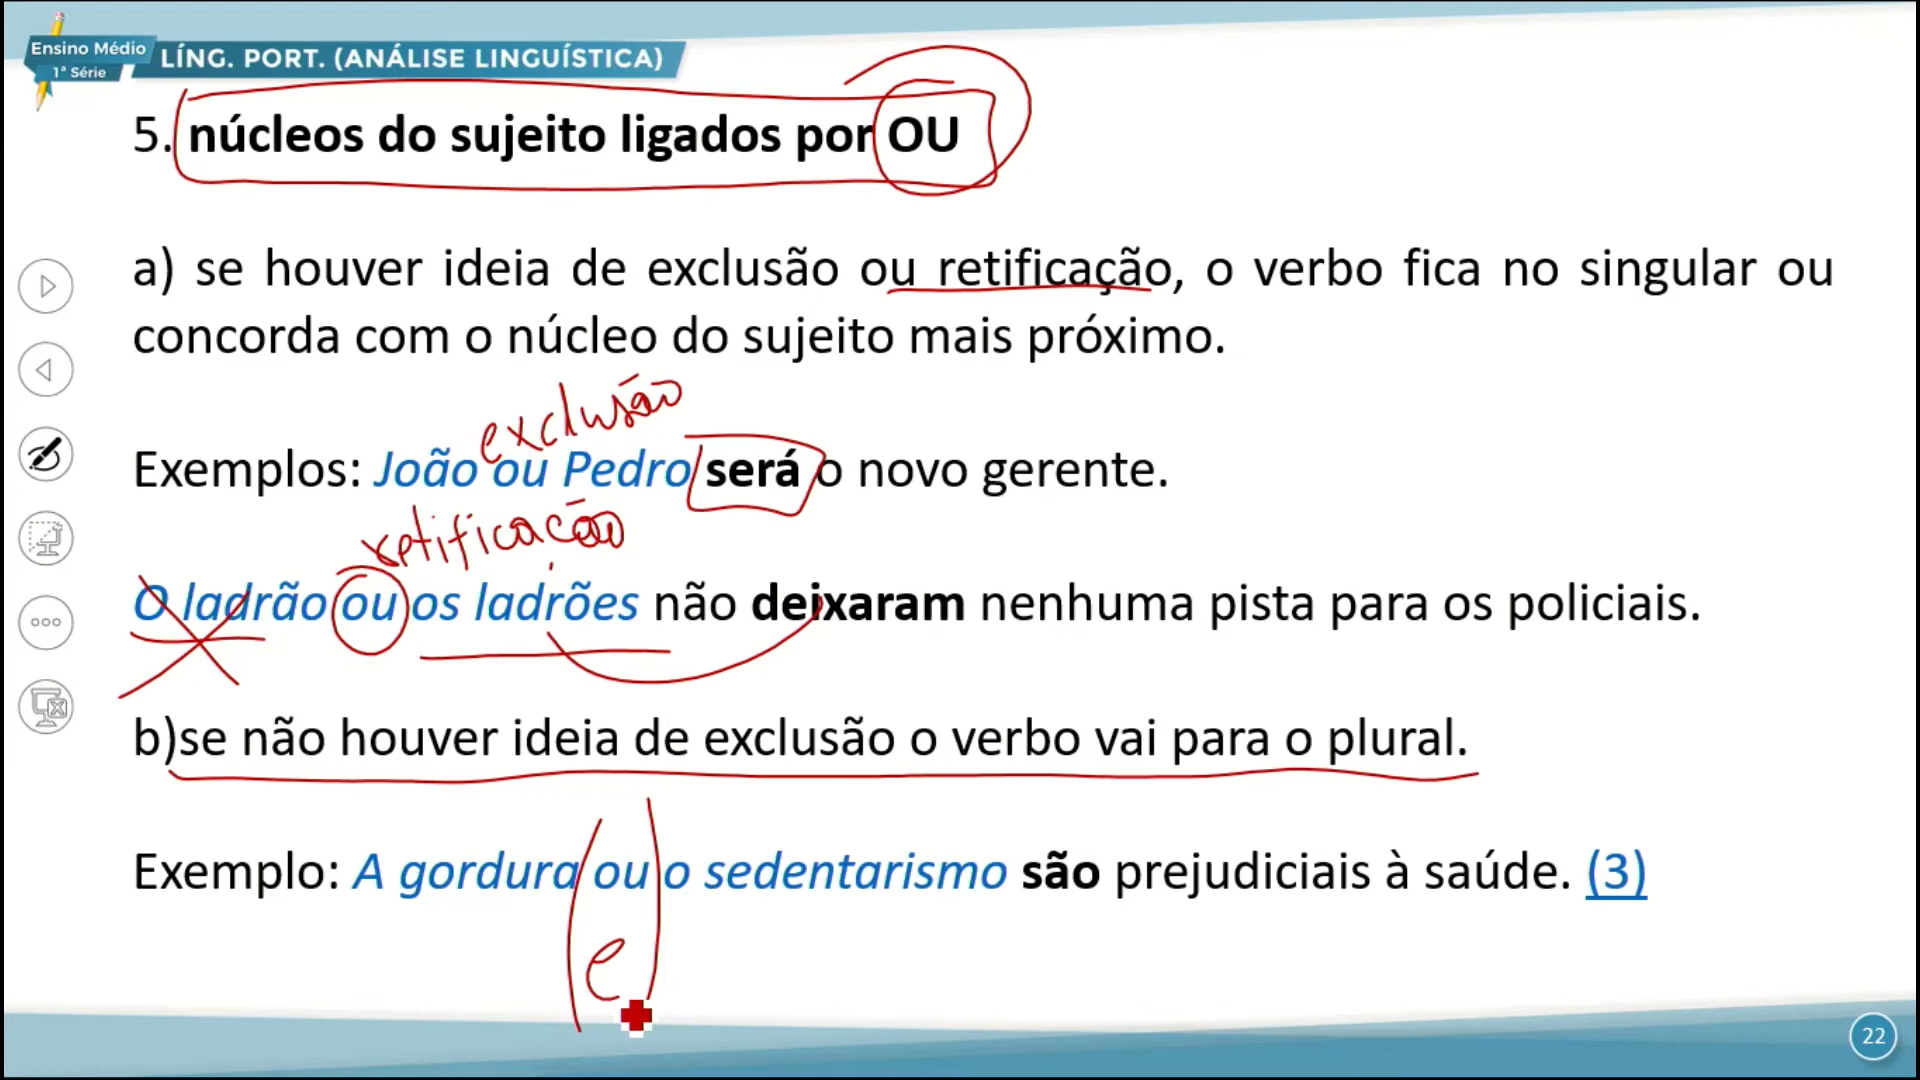 Ensino Médio
1ª Série
LÍNG. PORT. (ANÁLISE LINGUÍSTICA)
5. núcleos do sujeito ligados por OU
a) se houver ideia de exclusão ou retificação, o verbo fica no singular ou
concorda com o núcleo do sujeito mais próximo.
exclusão
Exemplos: João ou Pedro será o novo gerente.
retificação
O ladrão ou os ladrões não deixaram nenhuma pista para os policiais.
b)se não houver ideia de exclusão o verbo vai para o plural.
Exemplo: A gordura ou o sedentarismo são prejudiciais à saúde. (3)
e
22